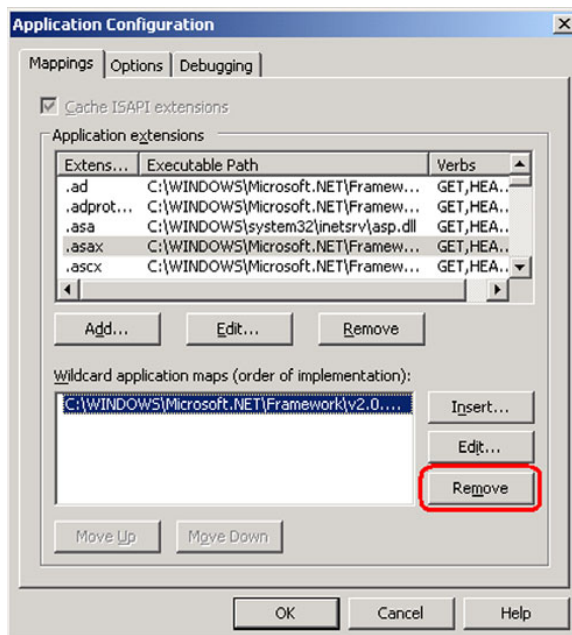 Application Configuration
Mappings Options Debugging
Cache ISAPI extensions
Application extensions
Extens... Executable Path Verbs
.ad C:\WINDOWS\Microsoft.NET\Framew... GET,HEA..
.adprot... C:\WINDOWS\Microsoft.NET\Framew... GET,HEA..
.asa C:\WINDOWS\system32\inetsrv\asp.dll GET,HEA..
.asax C:\WINDOWS\Microsoft.NET\Framew... GET,HEA..
.ascx C:\WINDOWS\Microsoft.NET\Framew... GET,HEA..
Add... Edit... Remove
Wildcard application maps (order of implementation):
C:\WINDOWS\Microsoft.NET\Framework\v2.0.... Insert...
Edit...
Remove
Move Up Move Down
OK Cancel Help